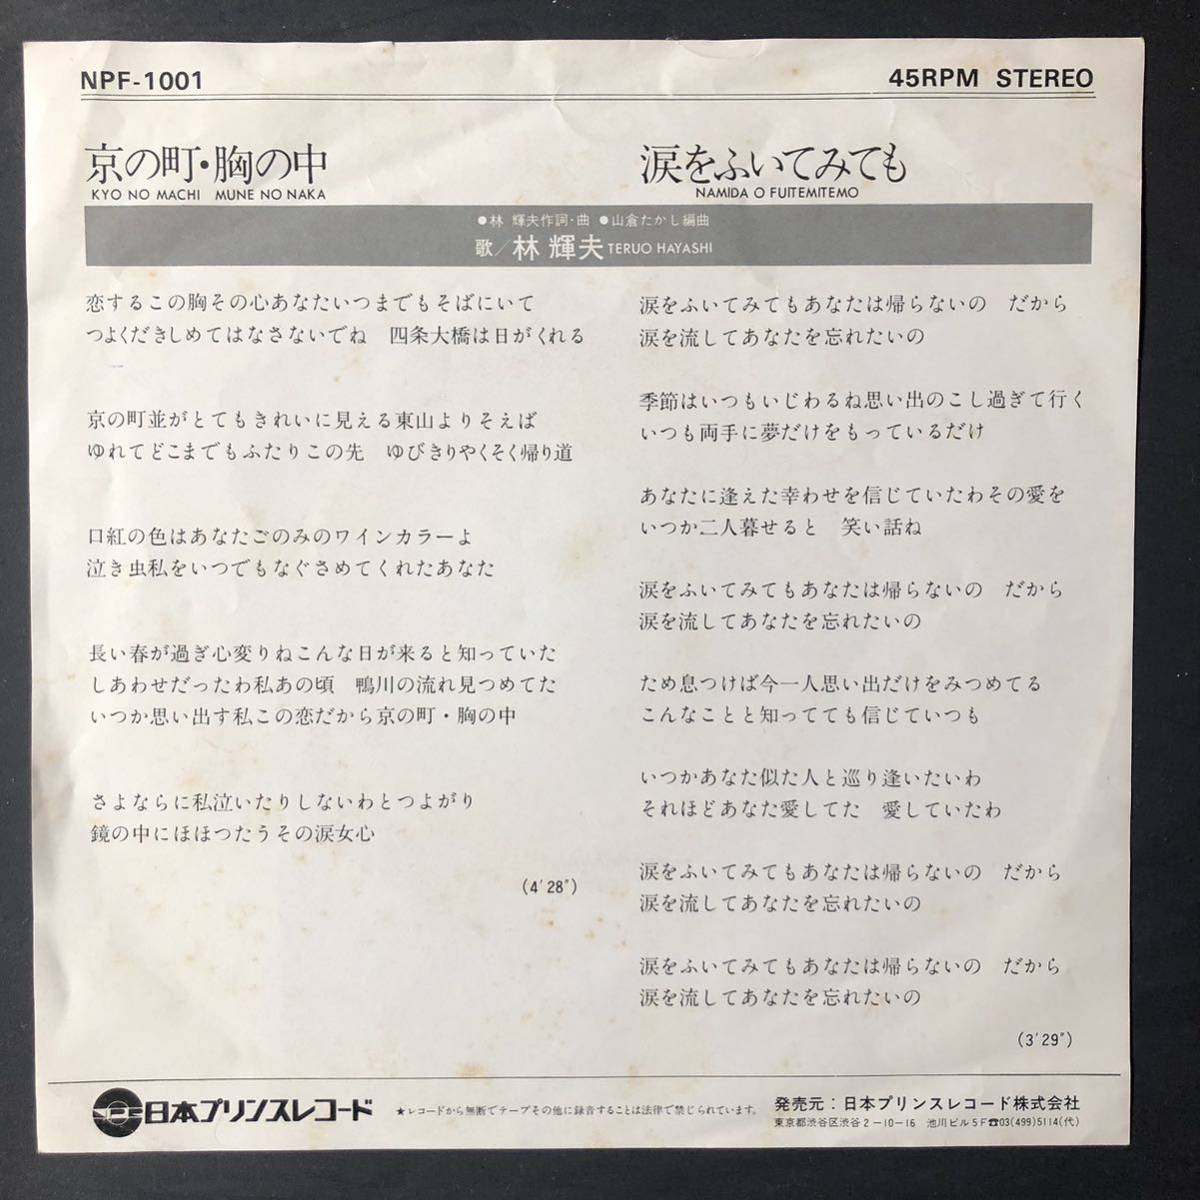 NPF-1001
45RPM STEREO
京の町・胸の中
KYO NO MACHI MUNE NO NAKA
涙をふいてみても
NAMIDA O FUITEMITEMO
●林 輝夫作詞・曲 ●山倉たかし編曲
歌／林 輝夫 TERUO HAYASHI
恋するこの胸その心あなたいつまでもそばにいて
つよくだきしめてはなさないでね 四条大橋は日がくれる
京の町並がとてもきれいに見える東山よりそえば
ゆれてどこまでもふたりこの先 ゆびきりやくそく帰り道
口紅の色はあなたごのみのワインカラーよ
泣き虫私をいつでもなぐさめてくれたあなた
長い春が過ぎ心変りねこんな日が来ると知っていた
しあわせだったわ私あの頃 鴨川の流れ見つめてた
いつか思い出す私この恋だから京の町・胸の中
さよならに私泣いたりしないわとつよがり
鏡の中にほほつたうその涙女心
(4′28″)
涙をふいてみてもあなたは帰らないの だから
涙を流してあなたを忘れたいの
季節はいつもいじわるね思い出のこし過ぎて行く
いつも両手に夢だけをもっているだけ
あなたに逢えた幸わせを信じていたわその愛を
いつか二人暮せると 笑い話ね
涙をふいてみてもあなたは帰らないの だから
涙を流してあなたを忘れたいの
ため息つけば今一人思い出だけをみつめてる
こんなことと知ってても信じていつも
いつかあなた似た人と巡り逢いたいわ
それほどあなた愛してた 愛していたわ
涙をふいてみてもあなたは帰らないの だから
涙を流してあなたを忘れたいの
涙をふいてみてもあなたは帰らないの だから
涙を流してあなたを忘れたいの
(3′29″)
NPF 日本プリンスレコード
★レコードから無断でテープその他に録音することは法律で禁じられています。
発売元：日本プリンスレコード株式会社
東京都渋谷区渋谷2-10-16 池川ビル5F☎03(499)5114(代)